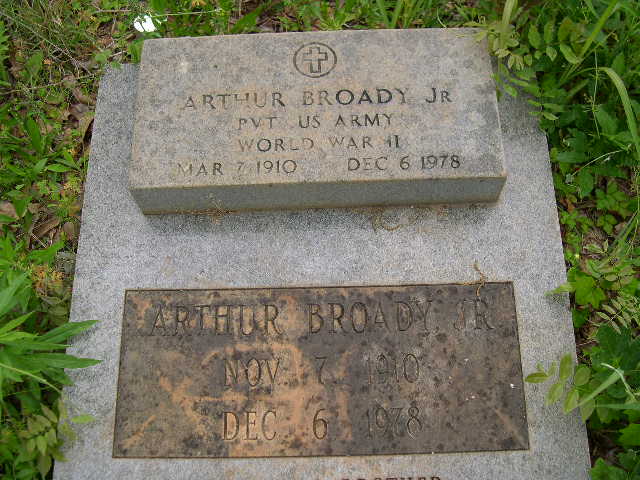 ARTHUR BROADY JR
PVT US ARMY
WORLD WAR II
MAR 7 1910 DEC 6 1978
ARTHUR BROADY JR
NOV. 7 1910
DEC 6 1978
BROTHER